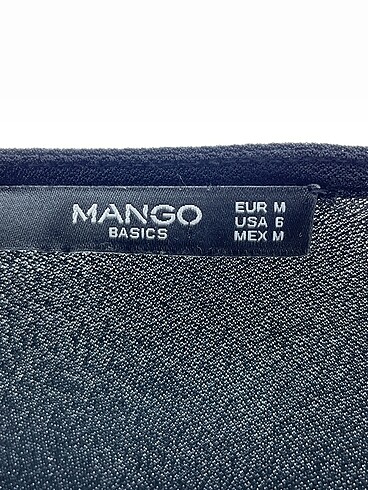 MANGO
BASICS
EUR M
USA 6
MEX M